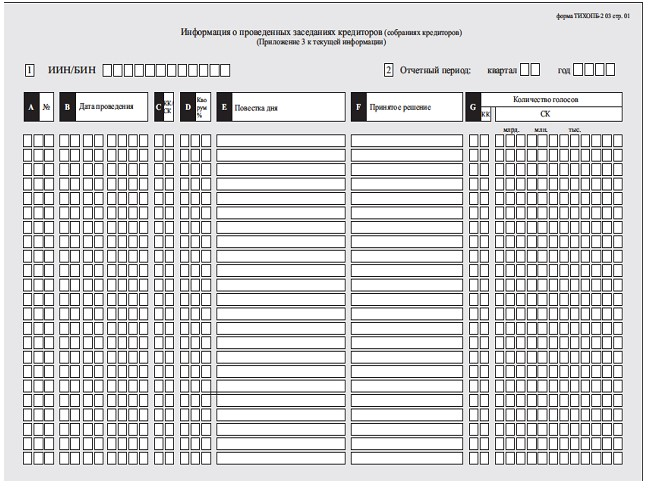 форма ТИХОПБ-2 03 стр. 01
Информация о проведенных заседаниях кредиторов (собраниях кредиторов)
(Приложение 3 к текущей информации)
1 ИИН/БИН 2 Отчетный период: квартал год
A № B Дата проведения C КК/СК D Кво рум % E Повестка дня F Принятое решение G Количество голосов
КК СК
млрд. млн. тыс.